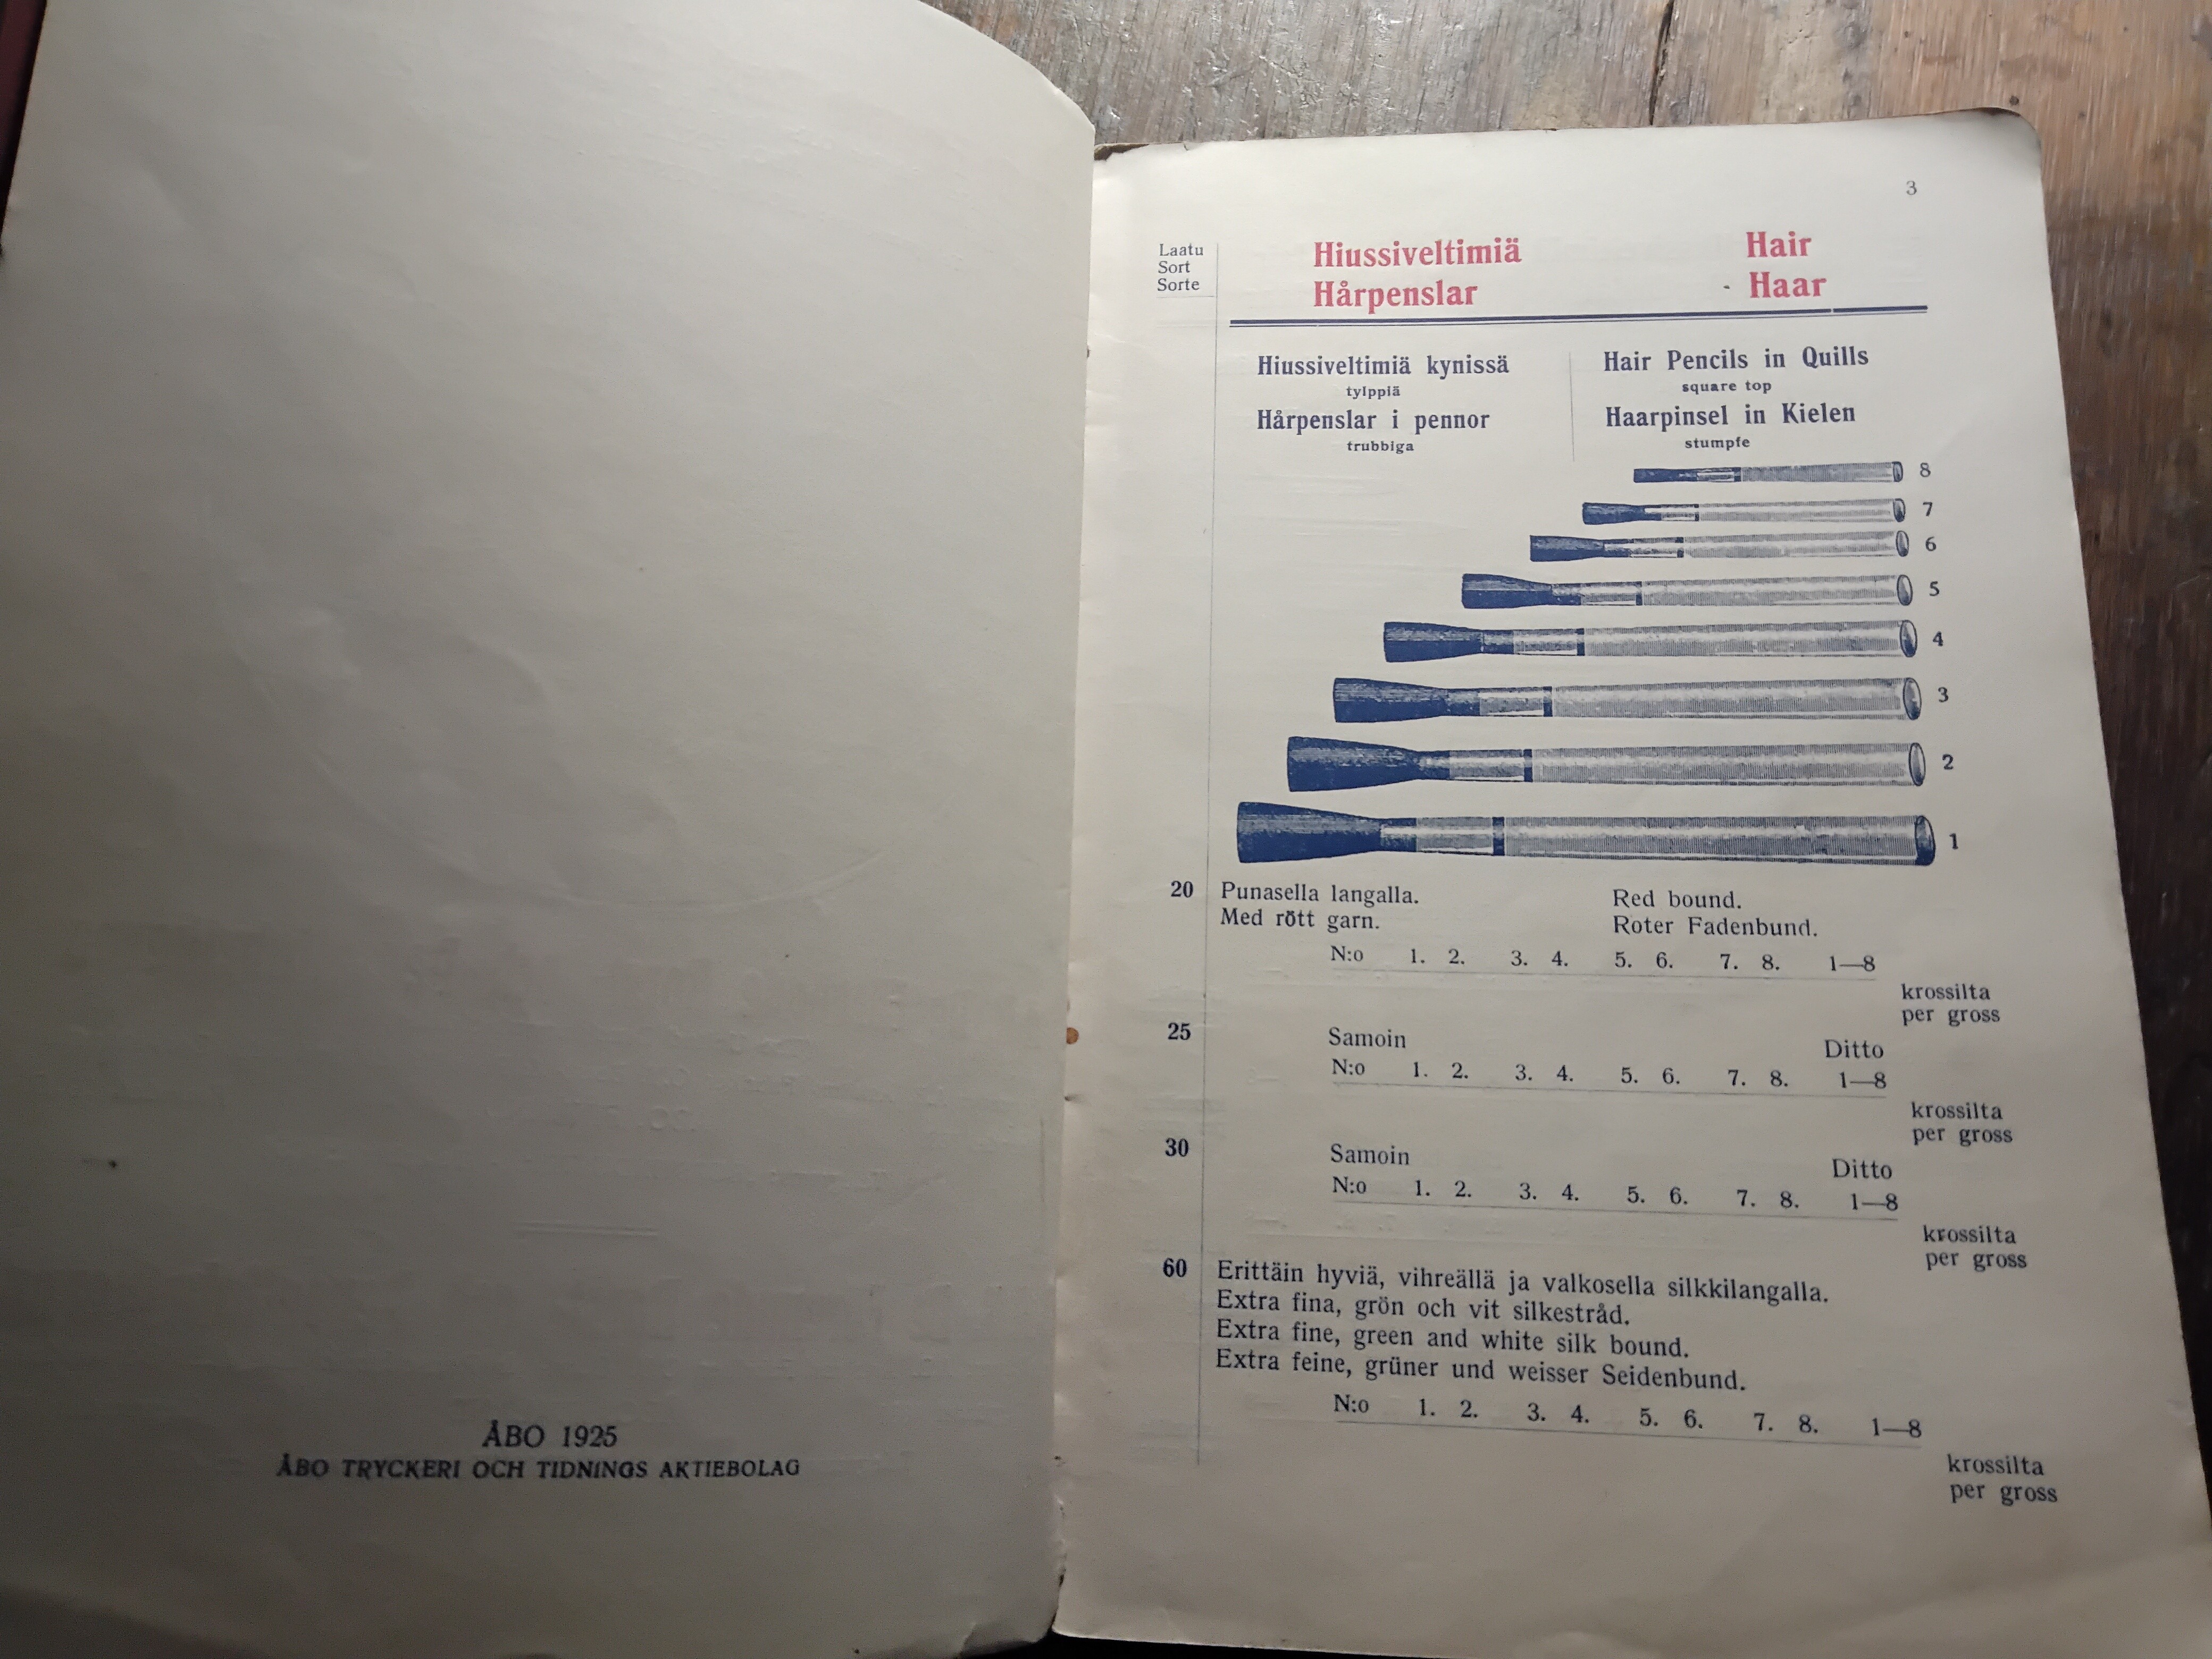 ÅBO 1925
ÅBO TRYCKERI OCH TIDNINGS AKTIEBOLAG
3
Laatu
Sort
Sorte
Hiussiveltimiä
Hårpenslar
Hair
Haar
Hiussiveltimiä kynissä
tylppiä
Hårpenslar i pennor
trubbiga
Hair Pencils in Quills
square top
Haarpinsel in Kielen
stumpfe
8
7
6
5
4
3
2
1
20 Punasella langalla. Red bound.
Med rött garn. Roter Fadenbund.
N:o 1. 2. 3. 4. 5. 6. 7. 8. 1—8
krossilta
per gross
25 Samoin Ditto
N:o 1. 2. 3. 4. 5. 6. 7. 8. 1—8
krossilta
per gross
30 Samoin Ditto
N:o 1. 2. 3. 4. 5. 6. 7. 8. 1—8
krossilta
per gross
60 Erittäin hyviä, vihreällä ja valkosella silkkilangalla.
Extra fina, grön och vit silkestråd.
Extra fine, green and white silk bound.
Extra feine, grüner und weisser Seidenbund.
N:o 1. 2. 3. 4. 5. 6. 7. 8. 1—8
krossilta
per gross